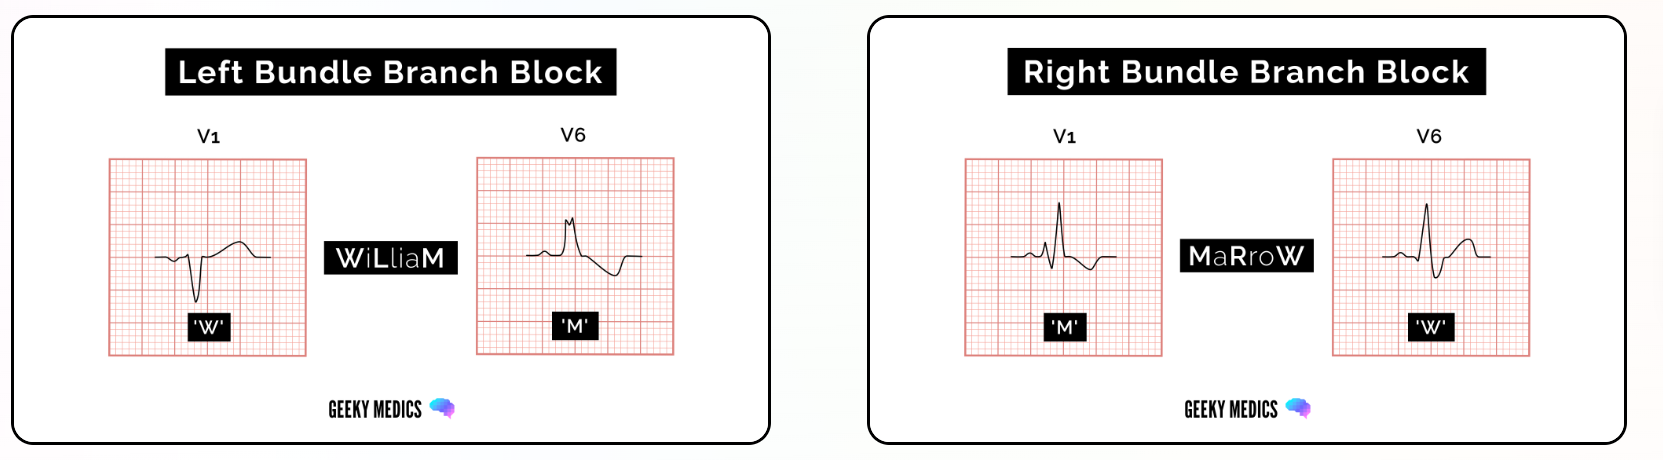 Left Bundle Branch Block
V1
V6
WiLliaM
'W'
'M'
GEEKY MEDICS
Right Bundle Branch Block
V1
V6
MaRroW
'M'
'W'
GEEKY MEDICS